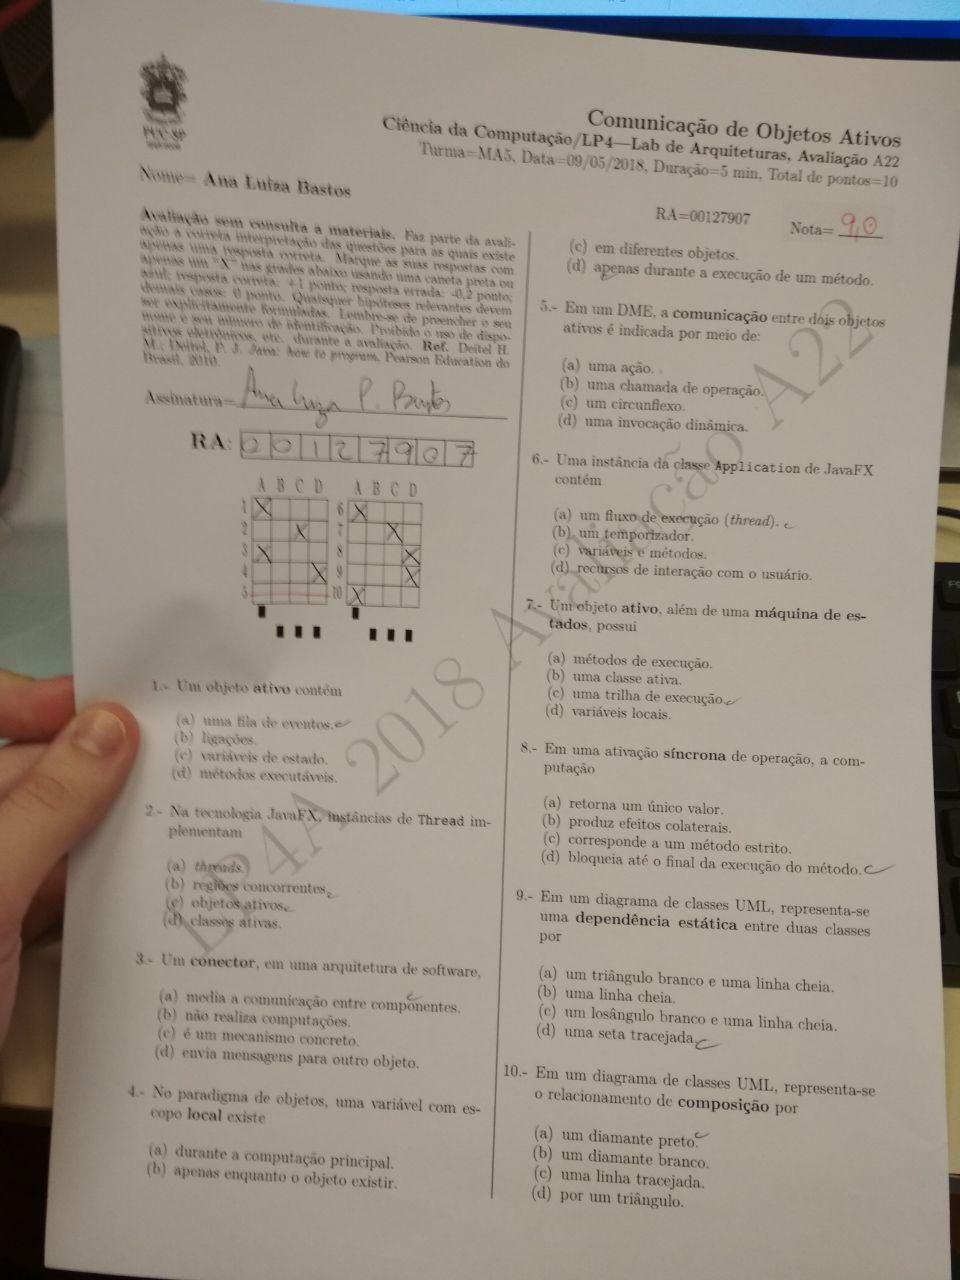 PUC-SP
Comunicação de Objetos Ativos
Ciência da Computação/LP4—Lab de Arquiteturas, Avaliação A22
Turma=MA5, Data=09/05/2018, Duração=5 min, Total de pontos=10
Nome= Ana Luiza Bastos
RA=00127907
Nota= 9,0
Avaliação sem consulta a materiais. Faz parte da avali-
ação a correta interpretação das questões para as quais existe
apenas uma resposta correta. Marque as suas respostas com
apenas um "X" nas grades abaixo usando uma caneta preta ou
azul; resposta correta: +1 ponto; resposta errada: -0,2 ponto;
demais casos: 0 ponto. Quaisquer hipóteses relevantes devem
ser explicitamente formuladas. Lembre-se de preencher o seu
nome e seu número de identificação. Proibido o uso de dispo-
sitivos eletrônicos, etc. durante a avaliação. Ref. Deitel H.
M.; Deitel, P. J. Java: how to program, Pearson Education do
Brasil, 2010.
Assinatura= Ana Luiza P. Bastos
RA: 00127907
A B C D A B C D
1 X 6 X
2 X 7 X
3 X 8 X
4 X 9 X
5 10 X
1.- Um objeto ativo contém
(a) uma fila de eventos.
(b) ligações.
(c) variáveis de estado.
(d) métodos executáveis.
2.- Na tecnologia JavaFX, instâncias de Thread im-
plementam
(a) threads.
(b) regiões concorrentes.
(c) objetos ativos.
(d) classes ativas.
3.- Um conector, em uma arquitetura de software,
(a) media a comunicação entre componentes.
(b) não realiza computações.
(c) é um mecanismo concreto.
(d) envia mensagens para outro objeto.
4.- No paradigma de objetos, uma variável com es-
copo local existe
(a) durante a computação principal.
(b) apenas enquanto o objeto existir.
(c) em diferentes objetos.
(d) apenas durante a execução de um método.
5.- Em um DME, a comunicação entre dois objetos
ativos é indicada por meio de:
(a) uma ação.
(b) uma chamada de operação.
(c) um circunflexo.
(d) uma invocação dinâmica.
6.- Uma instância da classe Application de JavaFX
contém
(a) um fluxo de execução (thread).
(b) um temporizador.
(c) variáveis e métodos.
(d) recursos de interação com o usuário.
7.- Um objeto ativo, além de uma máquina de es-
tados, possui
(a) métodos de execução.
(b) uma classe ativa.
(c) uma trilha de execução.
(d) variáveis locais.
8.- Em uma ativação síncrona de operação, a com-
putação
(a) retorna um único valor.
(b) produz efeitos colaterais.
(c) corresponde a um método estrito.
(d) bloqueia até o final da execução do método.
9.- Em um diagrama de classes UML, representa-se
uma dependência estática entre duas classes
por
(a) um triângulo branco e uma linha cheia.
(b) uma linha cheia.
(c) um losângulo branco e uma linha cheia.
(d) uma seta tracejada.
10.- Em um diagrama de classes UML, representa-se
o relacionamento de composição por
(a) um diamante preto.
(b) um diamante branco.
(c) uma linha tracejada.
(d) por um triângulo.
LP4A 2018 Avaliação A22